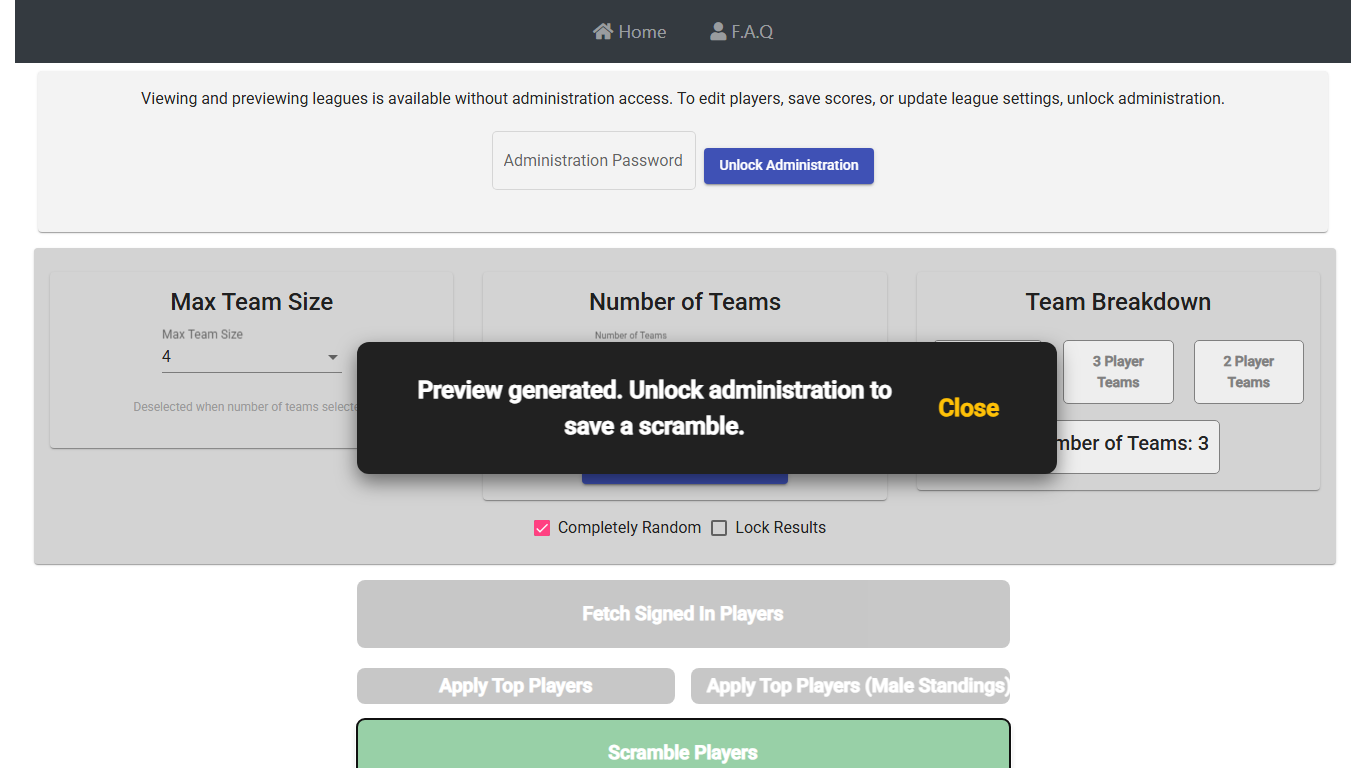 Home
F.A.Q
Viewing and previewing leagues is available without administration access. To edit players, save scores, or update league settings, unlock administration.
Administration Password
Unlock Administration
Max Team Size
Max Team Size
4
Deselected when number of teams selecte
Number of Teams
Number of Teams
Team Breakdown
3 Player
Teams
2 Player
Teams
mber of Teams: 3
Preview generated. Unlock administration to
save a scramble.
Close
Completely Random
Lock Results
Fetch Signed In Players
Apply Top Players
Apply Top Players (Male Standings)
Scramble Players